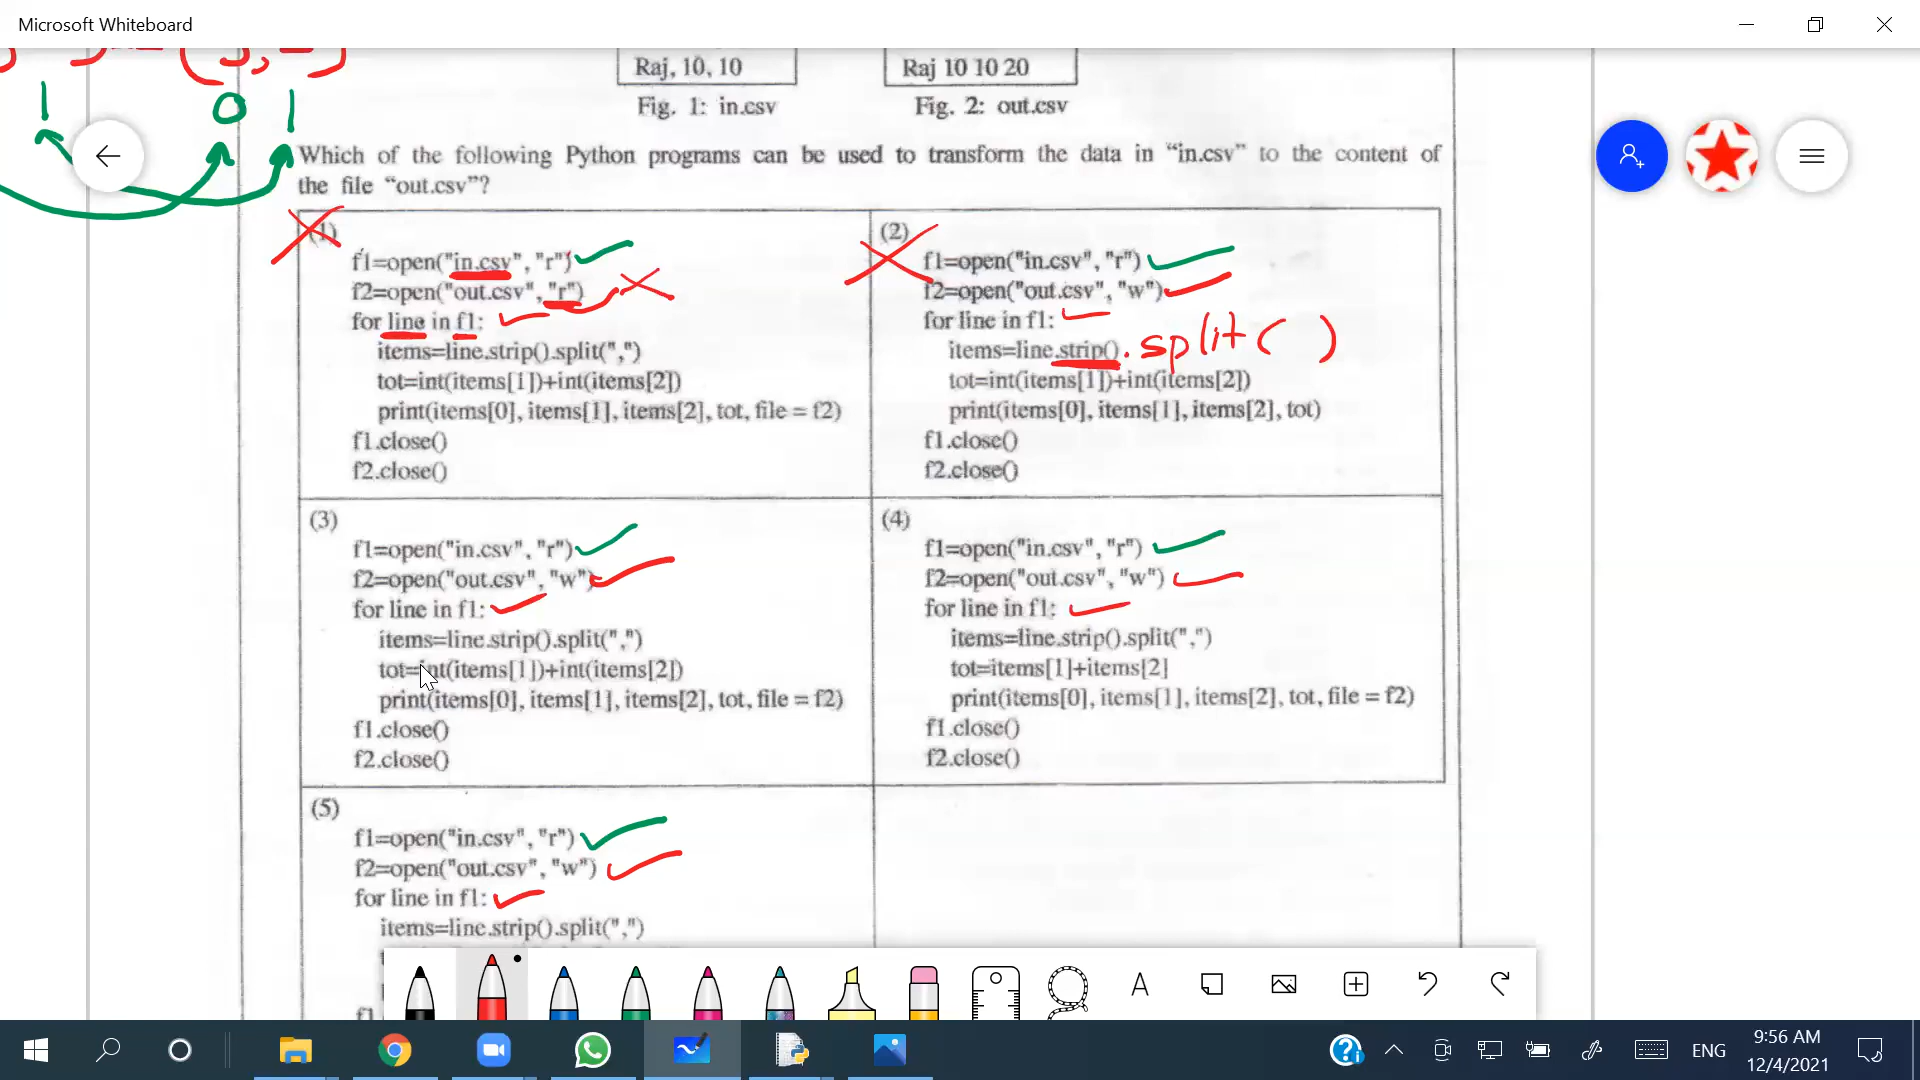 Microsoft Whiteboard
1 0 1
Raj, 10, 10
Raj 10 10 20
Fig. 1: in.csv
Fig. 2: out.csv
Which of the following Python programs can be used to transform the data in “in.csv” to the content of
the file “out.csv”?
(1)
f1=open("in.csv", "r")
f2=open("out.csv", "r")
for line in f1:
items=line.strip().split(",")
tot=int(items[1])+int(items[2])
print(items[0], items[1], items[2], tot, file = f2)
f1.close()
f2.close()
(2)
f1=open("in.csv", "r")
f2=open("out.csv", "w")
for line in f1:
items=line.strip() .split( )
tot=int(items[1])+int(items[2])
print(items[0], items[1], items[2], tot)
f1.close()
f2.close()
(3)
f1=open("in.csv", "r")
f2=open("out.csv", "w")
for line in f1:
items=line.strip().split(",")
tot=int(items[1])+int(items[2])
print(items[0], items[1], items[2], tot, file = f2)
f1.close()
f2.close()
(4)
f1=open("in.csv", "r")
f2=open("out.csv", "w")
for line in f1:
items=line.strip().split(",")
tot=items[1]+items[2]
print(items[0], items[1], items[2], tot, file = f2)
f1.close()
f2.close()
(5)
f1=open("in.csv", "r")
f2=open("out.csv", "w")
for line in f1:
items=line.strip().split(",")
A
ENG
9:56 AM
12/4/2021